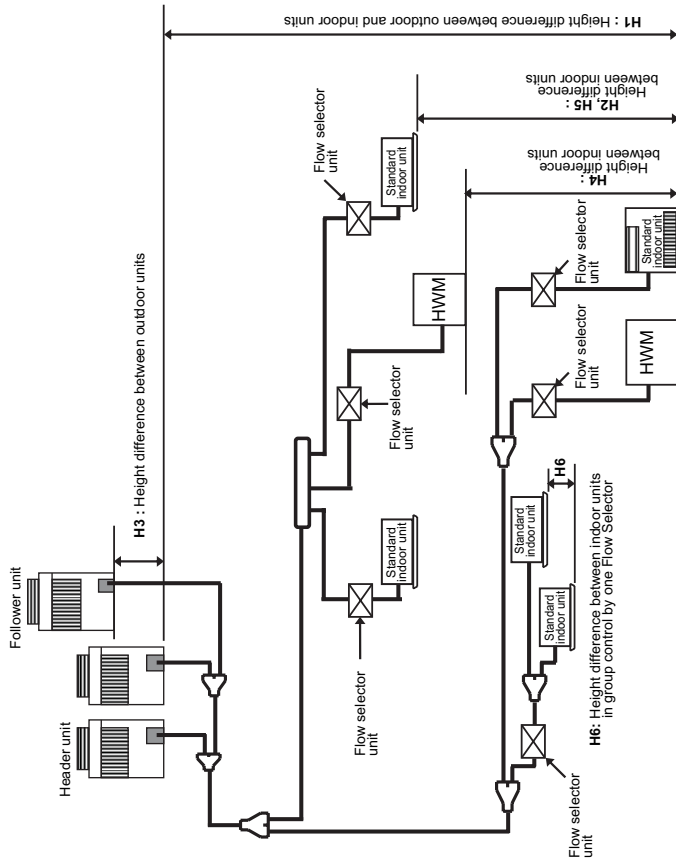 H1 : Height difference between outdoor and indoor units
H2, H5 :
Height difference
between indoor units
H4 :
Height difference
between indoor units
Follower unit
H3 : Height difference between outdoor units
Header unit
Flow selector
unit
Standard
indoor unit
HWM
Flow selector
unit
Standard
indoor unit
Flow selector
unit
Flow selector
unit
Standard
indoor unit
Flow selector
unit
HWM
H6
Standard
indoor unit
Standard
indoor unit
H6: Height difference between indoor units
in group control by one Flow Selector
Flow selector
unit